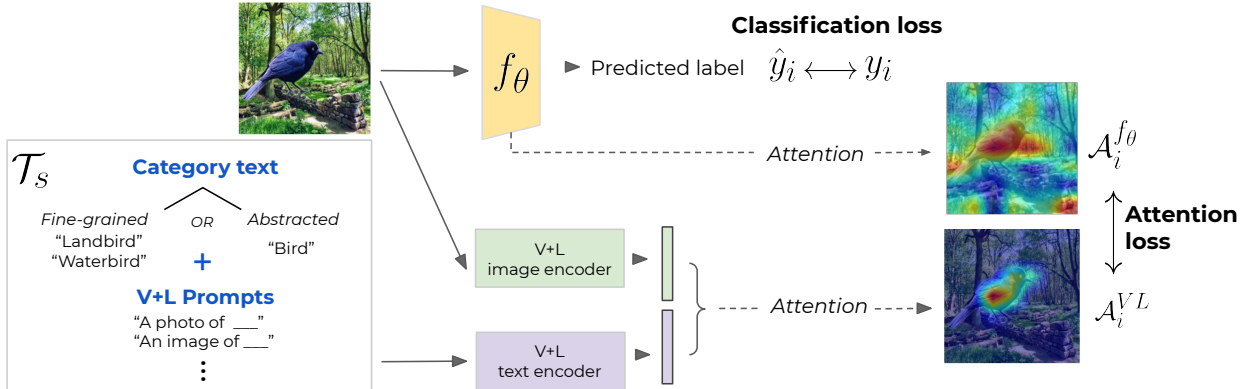 Classification loss
f_θ
Predicted label
ŷ_i ⟷ y_i
Attention
𝒜_i^{f_θ}
𝒯_s
Category text
Fine-grained OR Abstracted
“Landbird”
“Waterbird”
“Bird”
+
V+L Prompts
“A photo of ___”
“An image of ___”
⋮
V+L
image encoder
V+L
text encoder
Attention
Attention
loss
𝒜_i^{VL}